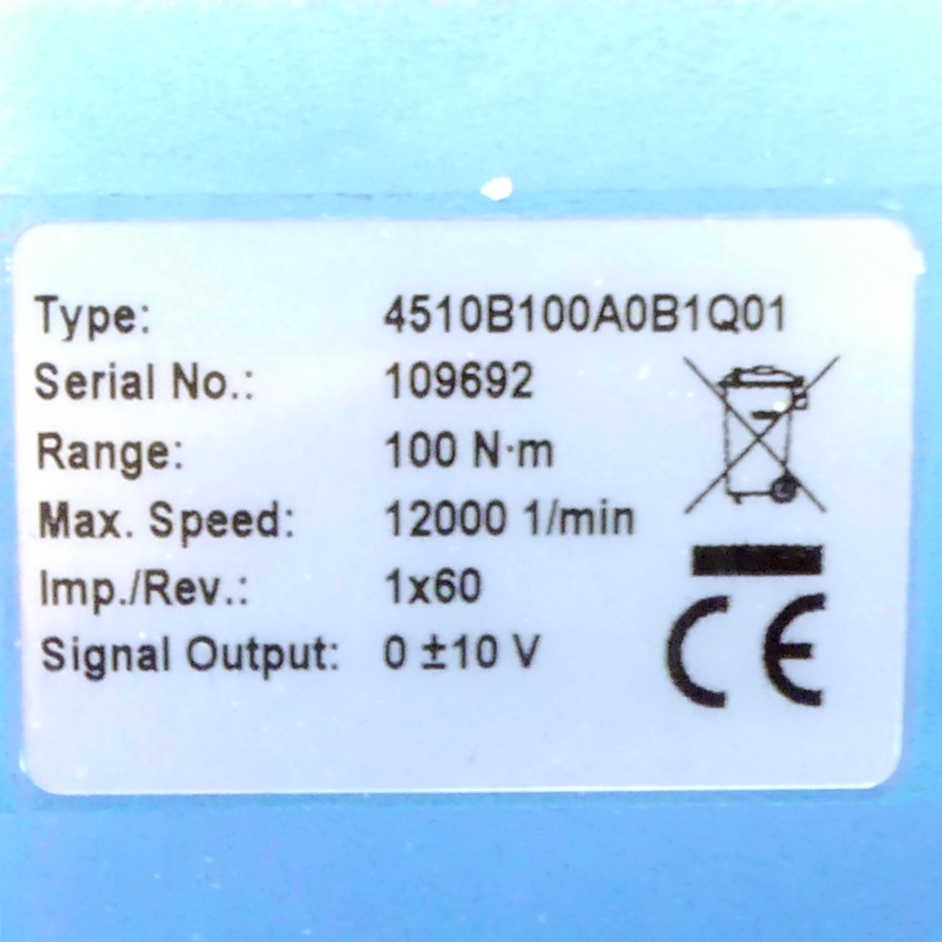 Type: 4510B100A0B1Q01
Serial No.: 109692
Range: 100 N·m
Max. Speed: 12000 1/min
Imp./Rev.: 1x60
Signal Output: 0 ±10 V
CE